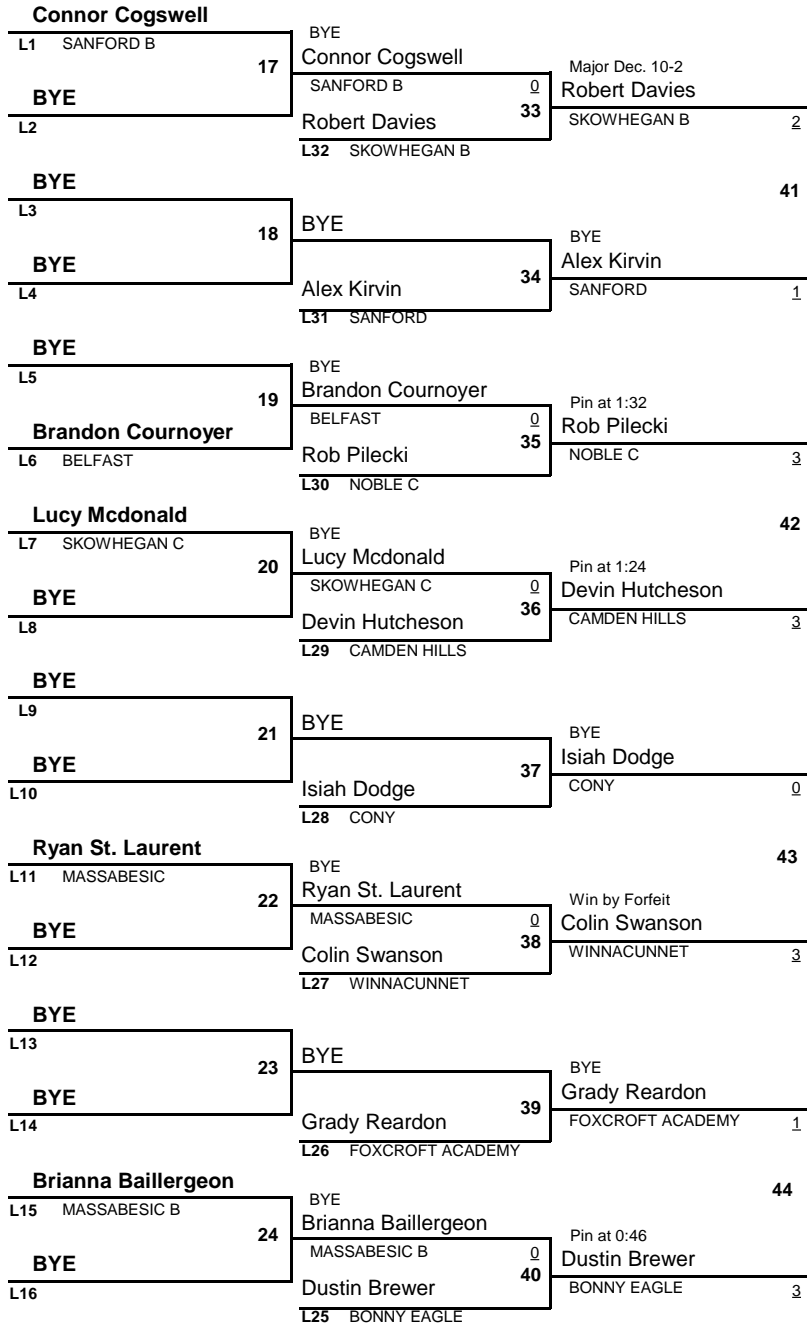 Connor Cogswell
L1 SANFORD B
17
BYE
L2
BYE
Connor Cogswell
SANFORD B 0
33
Robert Davies
L32 SKOWHEGAN B
Major Dec. 10-2
Robert Davies
SKOWHEGAN B 2
41
BYE
L3
18
BYE
L4
BYE
34
Alex Kirvin
L31 SANFORD
BYE
Alex Kirvin
SANFORD 1
BYE
L5
19
Brandon Cournoyer
L6 BELFAST
BYE
Brandon Cournoyer
BELFAST 0
35
Rob Pilecki
L30 NOBLE C
Pin at 1:32
Rob Pilecki
NOBLE C 3
42
Lucy Mcdonald
L7 SKOWHEGAN C
20
BYE
L8
BYE
Lucy Mcdonald
SKOWHEGAN C 0
36
Devin Hutcheson
L29 CAMDEN HILLS
Pin at 1:24
Devin Hutcheson
CAMDEN HILLS 3
BYE
L9
21
BYE
L10
BYE
37
Isiah Dodge
L28 CONY
BYE
Isiah Dodge
CONY 0
43
Ryan St. Laurent
L11 MASSABESIC
22
BYE
L12
BYE
Ryan St. Laurent
MASSABESIC 0
38
Colin Swanson
L27 WINNACUNNET
Win by Forfeit
Colin Swanson
WINNACUNNET 3
BYE
L13
23
BYE
L14
BYE
39
Grady Reardon
L26 FOXCROFT ACADEMY
BYE
Grady Reardon
FOXCROFT ACADEMY 1
44
Brianna Baillergeon
L15 MASSABESIC B
24
BYE
L16
BYE
Brianna Baillergeon
MASSABESIC B 0
40
Dustin Brewer
L25 BONNY EAGLE
Pin at 0:46
Dustin Brewer
BONNY EAGLE 3